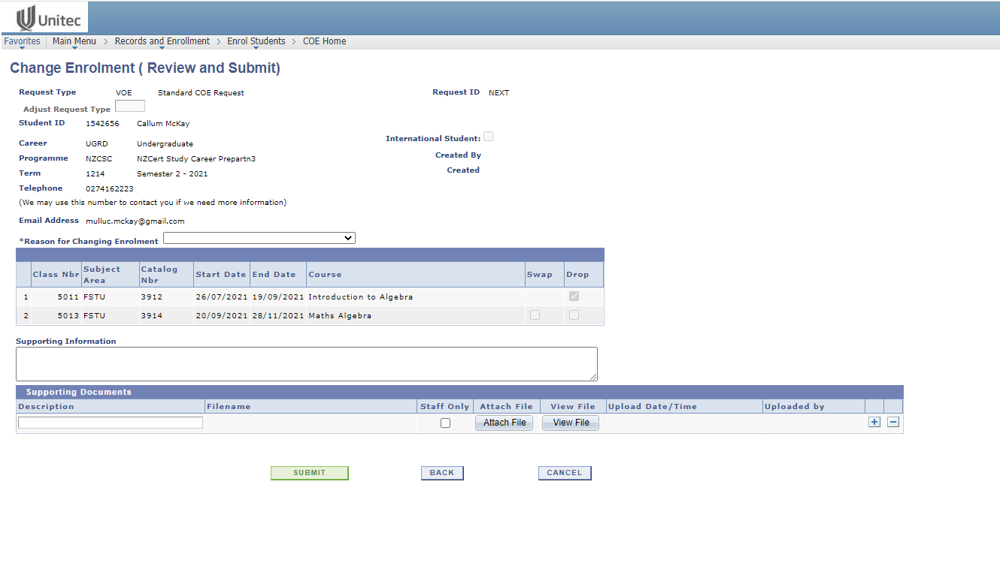 Unitec
Favorites Main Menu > Records and Enrollment > Enrol Students > COE Home
Change Enrolment ( Review and Submit)
Request Type VOE Standard COE Request Request ID NEXT
Adjust Request Type
Student ID 1542656 Callum McKay
International Student:
Career UGRD Undergraduate
Created By
Programme NZCSC NZCert Study Career Prepartn3
Created
Term 1214 Semester 2 - 2021
Telephone 0274162223
(We may use this number to contact you if we need more information)
Email Address mulluc.mckay@gmail.com
*Reason for Changing Enrolment
Class Nbr Subject Area Catalog Nbr Start Date End Date Course Swap Drop
1 5011 FSTU 3912 26/07/2021 19/09/2021 Introduction to Algebra
2 5013 FSTU 3914 20/09/2021 28/11/2021 Maths Algebra
Supporting Information
Supporting Documents
Description Filename Staff Only Attach File View File Upload Date/Time Uploaded by
Attach File View File
SUBMIT BACK CANCEL